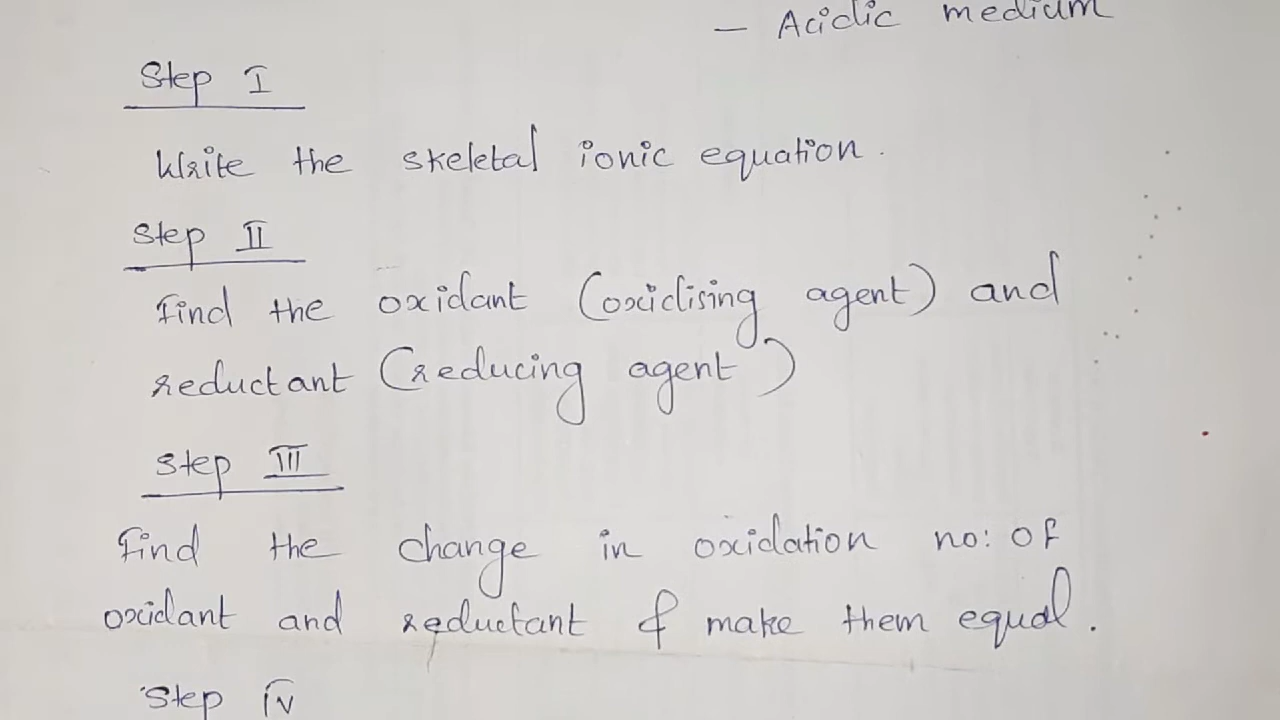 — Acidic medium
Step I
Write the skeletal ionic equation.
Step II
Find the oxidant (oxidising agent) and
reductant (reducing agent)
Step III
Find the change in oxidation no: of
oxidant and reductant & make them equal.
Step IV